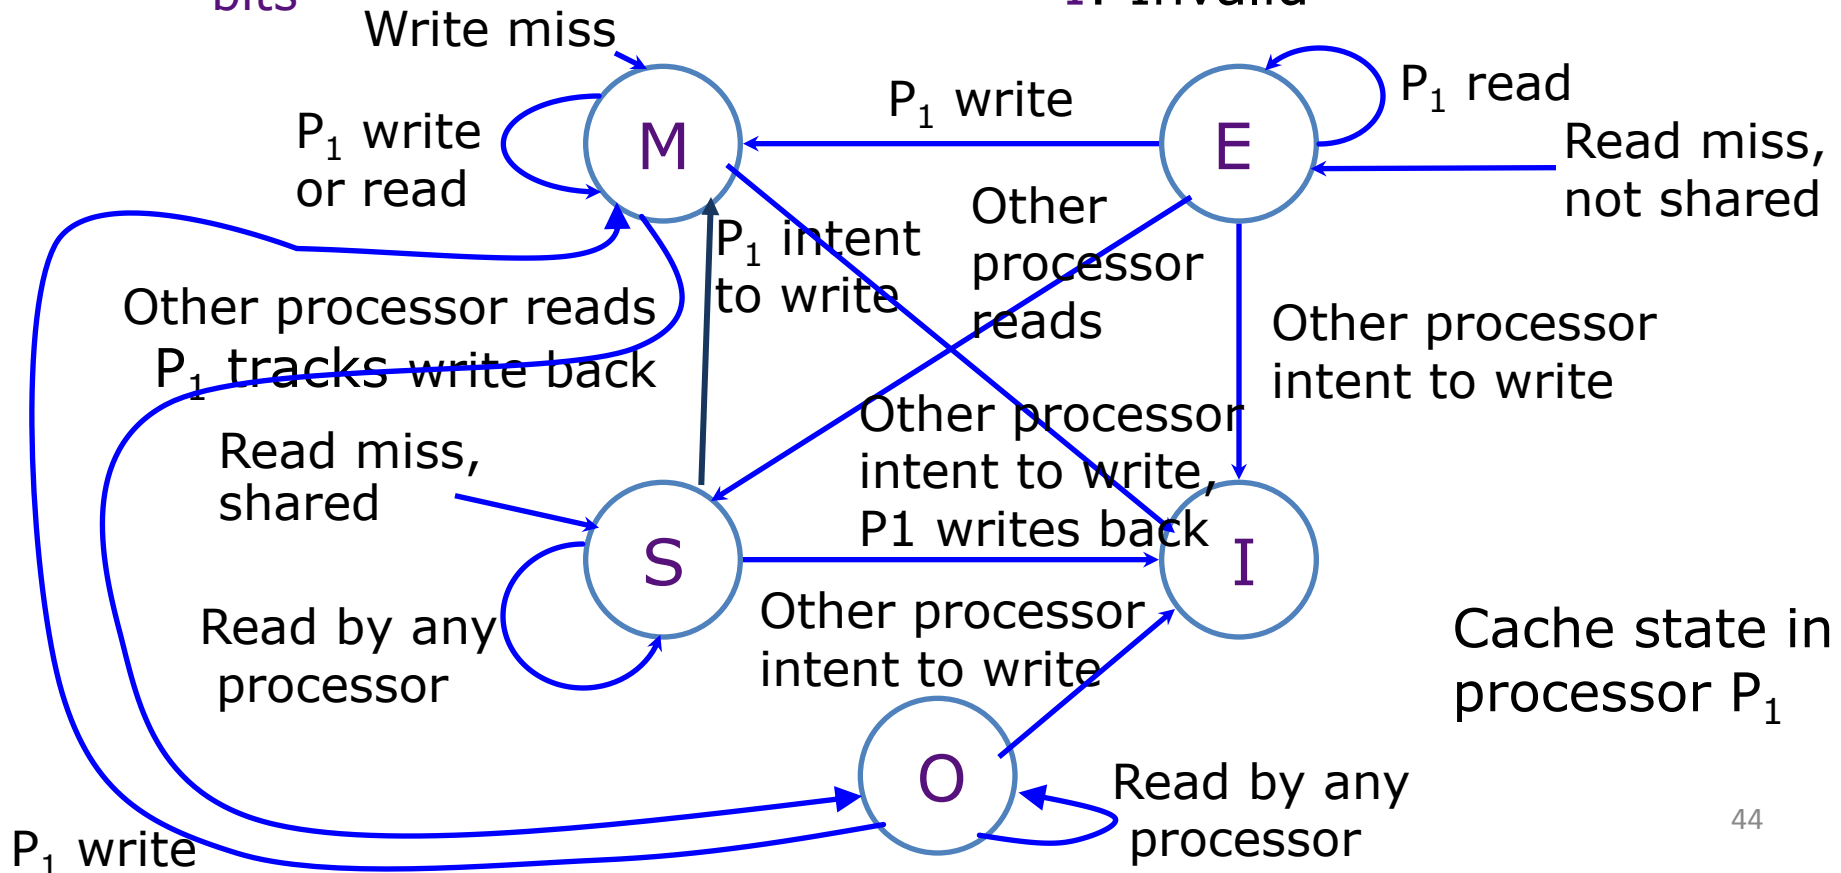 bits
I: Invalid
Write miss
P₁ write
or read
M
P₁ write
E
P₁ read
Read miss,
not shared
P₁ intent
to write
Other
processor
reads
Other processor reads
P₁ tracks write back
Other processor
intent to write
Read miss,
shared
Other processor
intent to write,
P1 writes back
S
I
Read by any
processor
Other processor
intent to write
Cache state in
processor P₁
O
Read by any
processor
P₁ write
44